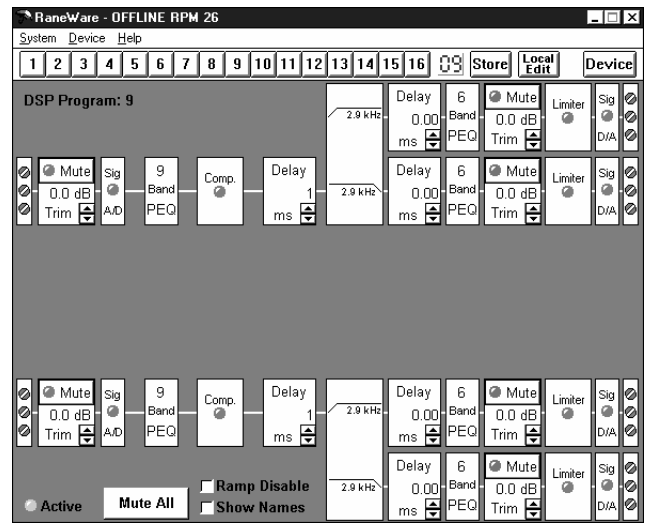 RaneWare - OFFLINE RPM 26
System Device Help
1 2 3 4 5 6 7 8 9 10 11 12 13 14 15 16 09 Store Local Edit Device
DSP Program: 9
2.9 kHz
Delay 0.00 ms
6 Band PEQ
Mute 0.0 dB Trim
Limiter
Sig D/A
Mute 0.0 dB Trim
Sig A/D
9 Band PEQ
Comp.
Delay 1 ms
2.9 kHz
Delay 0.00 ms
6 Band PEQ
Mute 0.0 dB Trim
Limiter
Sig D/A
Mute 0.0 dB Trim
Sig A/D
9 Band PEQ
Comp.
Delay 1 ms
2.9 kHz
Delay 0.00 ms
6 Band PEQ
Mute 0.0 dB Trim
Limiter
Sig D/A
2.9 kHz
Delay 0.00 ms
6 Band PEQ
Mute 0.0 dB Trim
Limiter
Sig D/A
Active
Mute All
Ramp Disable
Show Names